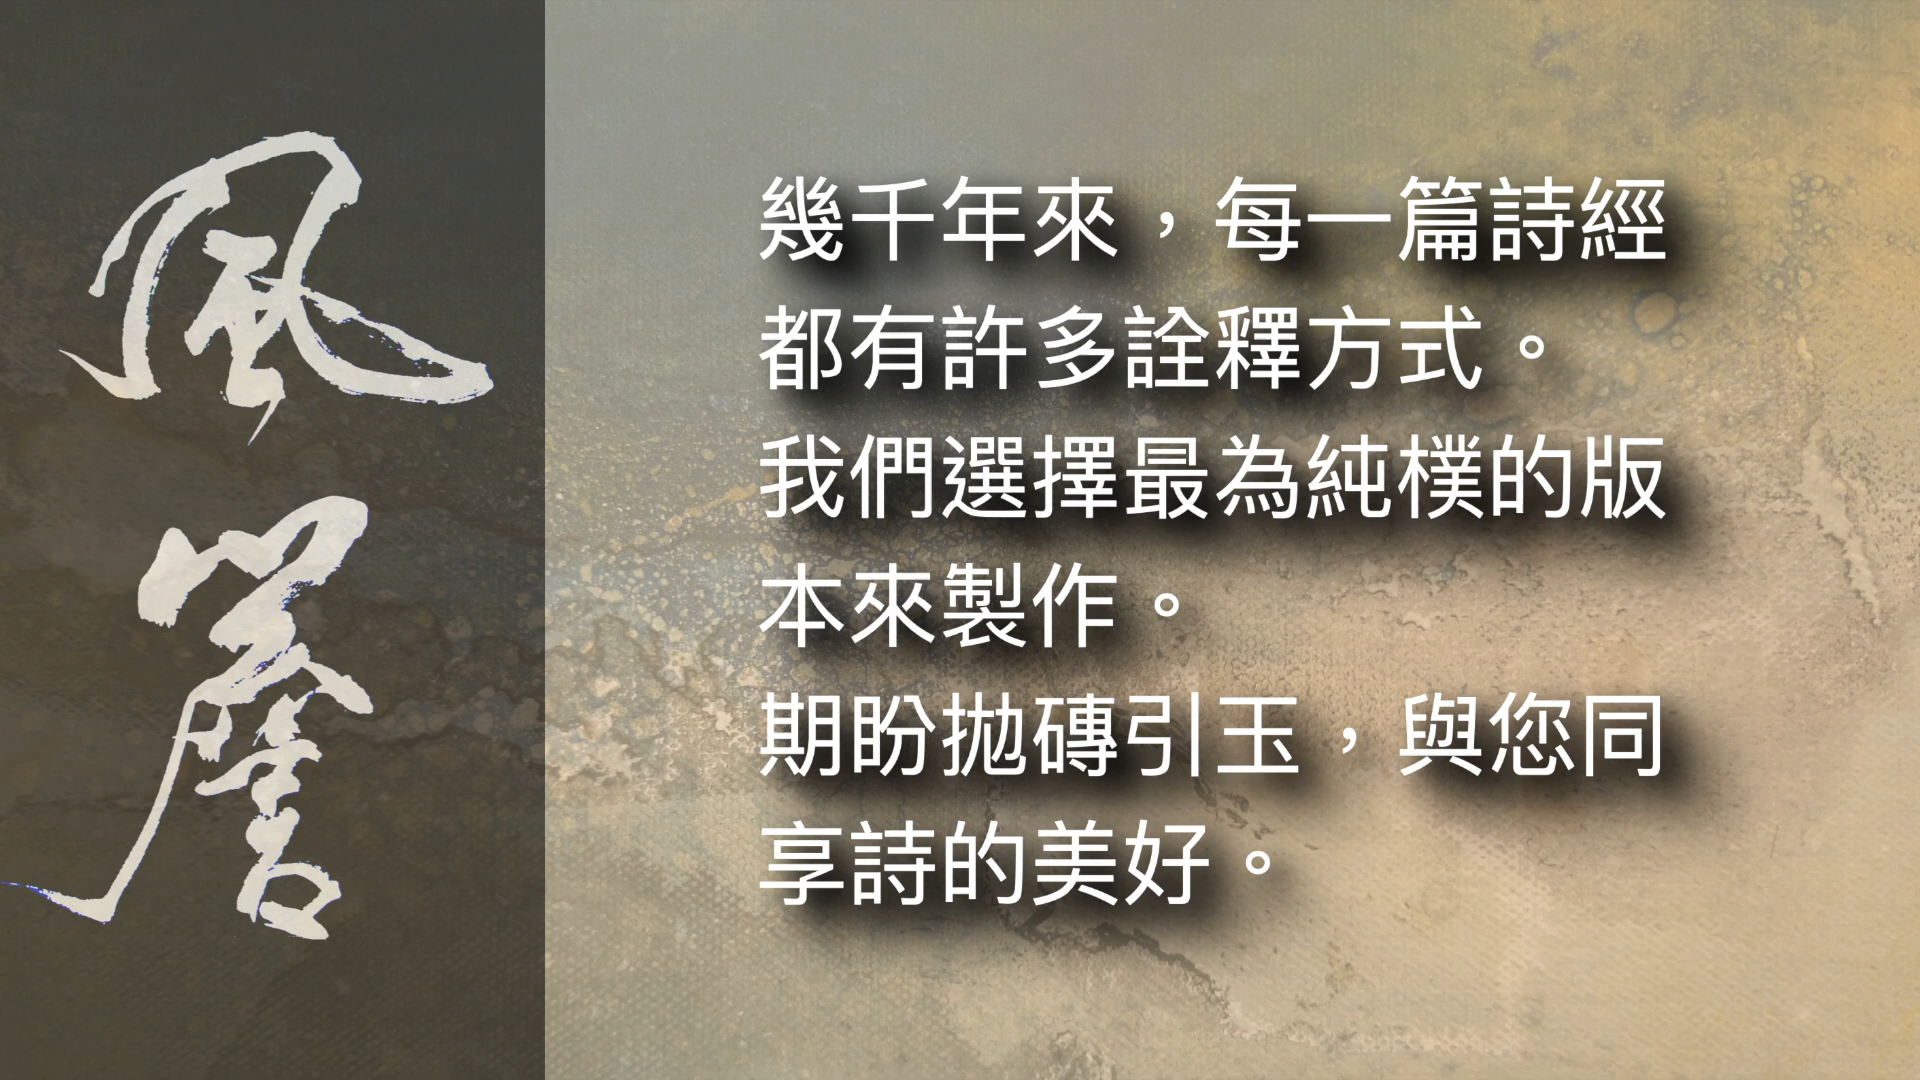 風
詹
幾千年來，每一篇詩經
都有許多詮釋方式。
我們選擇最為純樸的版
本來製作。
期盼拋磚引玉，與您同
享詩的美好。